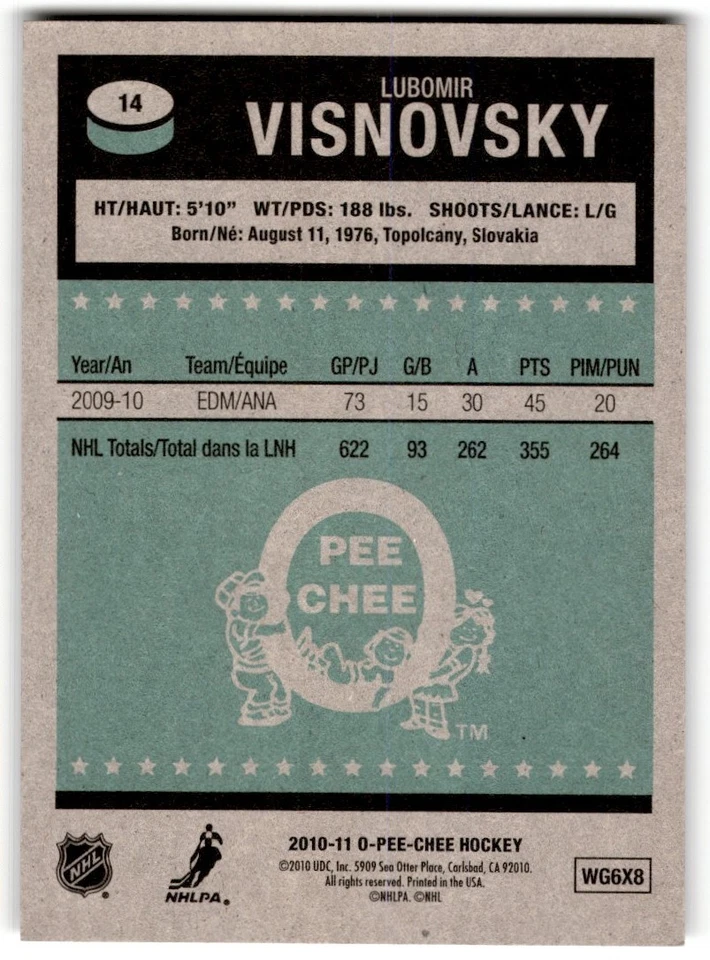 14
LUBOMIR
VISNOVSKY
HT/HAUT: 5'10" WT/PDS: 188 lbs. SHOOTS/LANCE: L/G
Born/Né: August 11, 1976, Topolcany, Slovakia
Year/An Team/Équipe GP/PJ G/B A PTS PIM/PUN
2009-10 EDM/ANA 73 15 30 45 20
NHL Totals/Total dans la LNH 622 93 262 355 264
O
PEE
CHEE
TM
NHL
®
NHLPA®
2010-11 O-PEE-CHEE HOCKEY
©2010 UDC, Inc. 5909 Sea Otter Place, Carlsbad, CA 92010.
All rights reserved. Printed in the USA.
©NHLPA. ©NHL
WG6X8